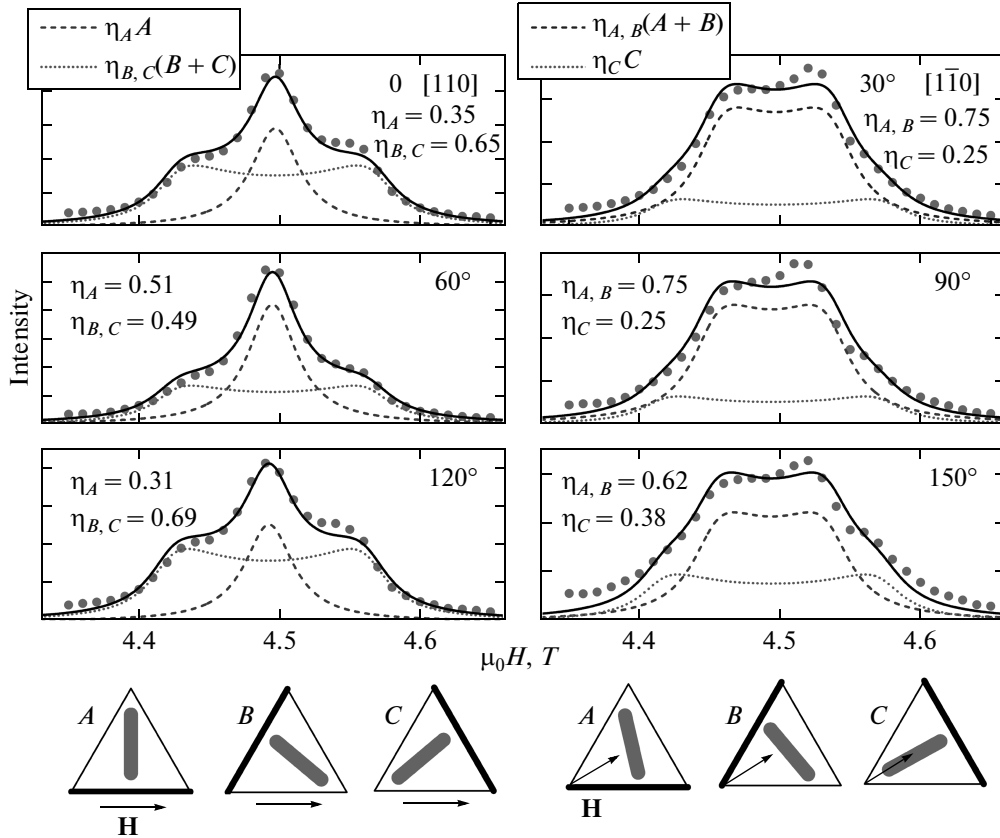 η_A A
η_{B, C}(B + C)
0 [110]
η_A = 0.35
η_{B, C} = 0.65
η_{A, B}(A + B)
η_C C
30° [11̅0]
η_{A, B} = 0.75
η_C = 0.25
Intensity
η_A = 0.51
η_{B, C} = 0.49
60°
η_{A, B} = 0.75
η_C = 0.25
90°
η_A = 0.31
η_{B, C} = 0.69
120°
η_{A, B} = 0.62
η_C = 0.38
150°
4.4 4.5 4.6 4.4 4.5 4.6
μ₀H, T
A B C A B C
H H